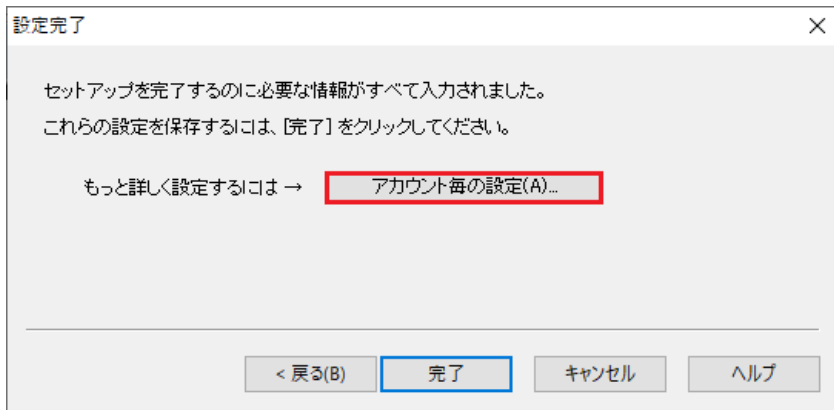 設定完了
セットアップを完了するのに必要な情報がすべて入力されました。
これらの設定を保存するには、[完了] をクリックしてください。
もっと詳しく設定するには → アカウント毎の設定(A)...
< 戻る(B) 完了 キャンセル ヘルプ